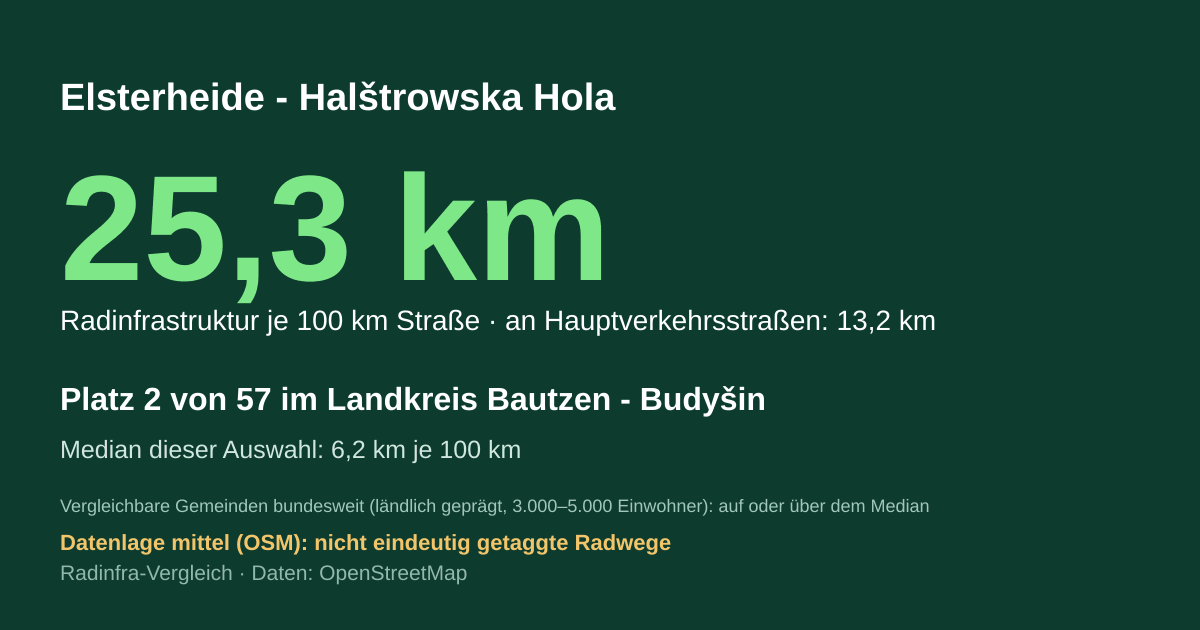 Elsterheide - Halštrowska Hola
25,3 km
Radinfrastruktur je 100 km Straße · an Hauptverkehrsstraßen: 13,2 km
Platz 2 von 57 im Landkreis Bautzen - Budyšin
Median dieser Auswahl: 6,2 km je 100 km
Vergleichbare Gemeinden bundesweit (ländlich geprägt, 3.000–5.000 Einwohner): auf oder über dem Median
Datenlage mittel (OSM): nicht eindeutig getaggte Radwege
Radinfra-Vergleich · Daten: OpenStreetMap